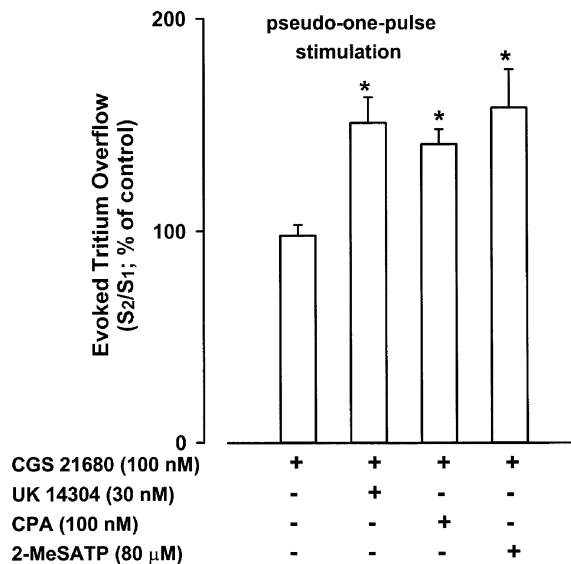 200
pseudo-one-pulse
stimulation
*
*
*
Evoked Tritium Overflow
(S2/S1; % of control)
100
0
CGS 21680 (100 nM) + + + +
UK 14304 (30 nM) - + - -
CPA (100 nM) - - + -
2-MeSATP (80 μM) - - - +